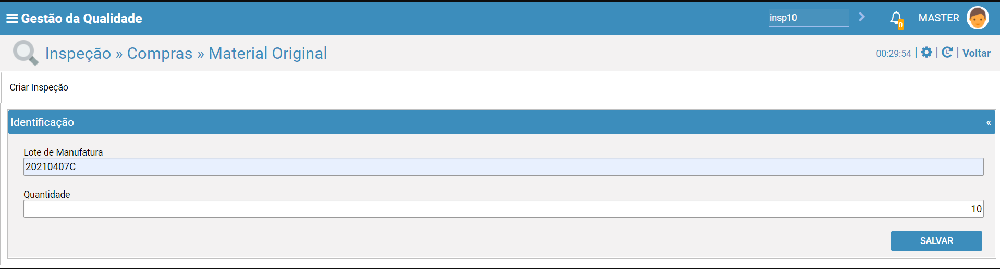 Gestão da Qualidade
insp10
0
MASTER
Inspeção » Compras » Material Original
00:29:54 | | | Voltar
Criar Inspeção
Identificação
«
Lote de Manufatura
20210407C
Quantidade
10
SALVAR